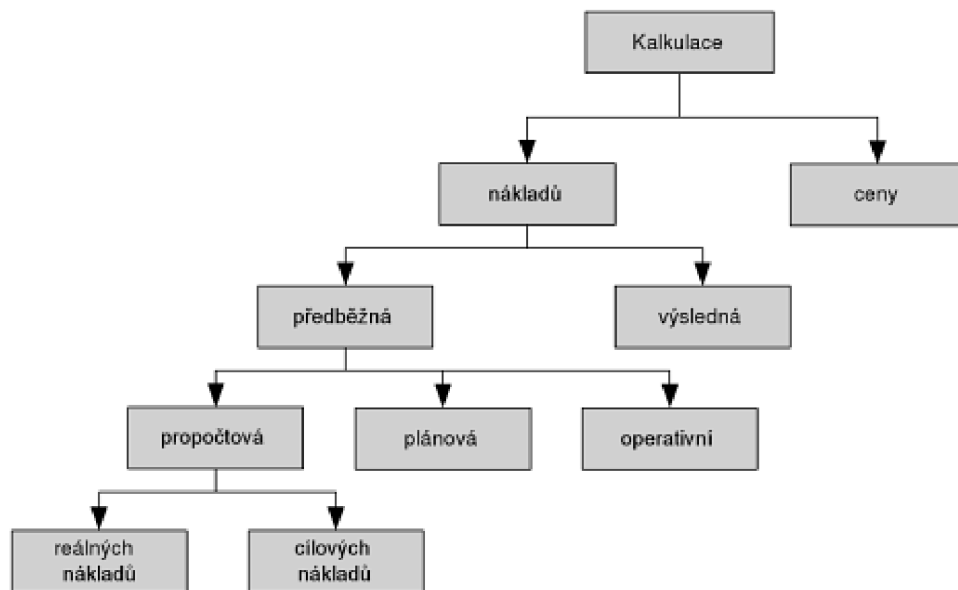 Kalkulace
nákladů
ceny
předběžná
výsledná
propočtová
plánová
operativní
reálných
nákladů
cílových
nákladů